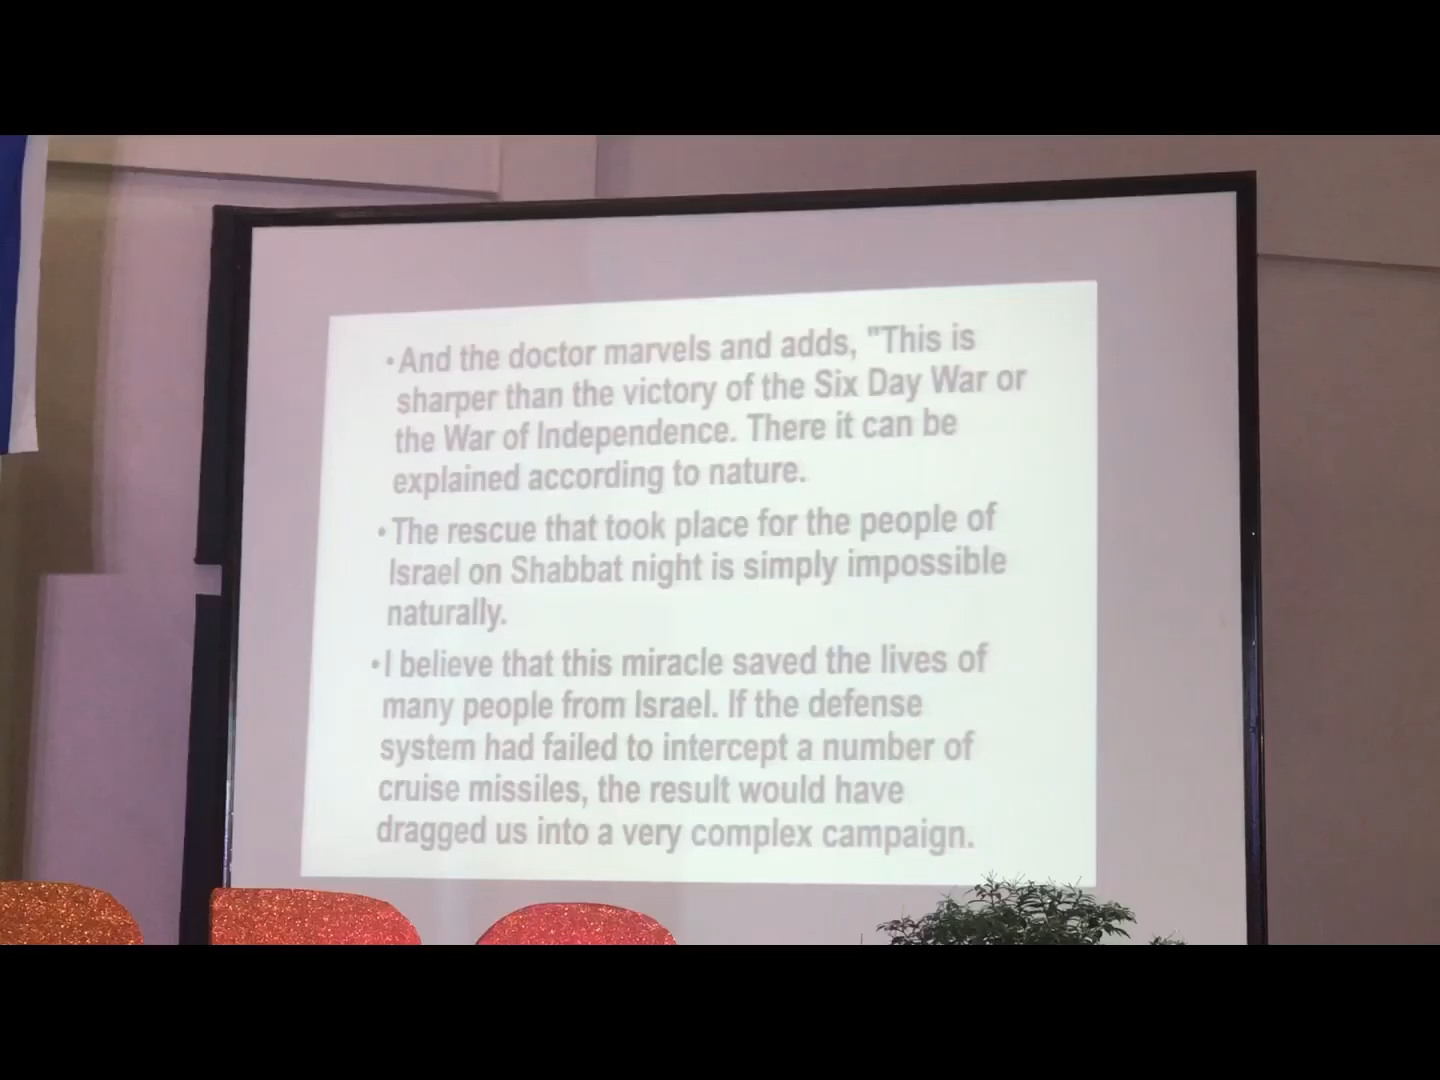 •And the doctor marvels and adds, "This is
sharper than the victory of the Six Day War or
the War of Independence. There it can be
explained according to nature.
•The rescue that took place for the people of
Israel on Shabbat night is simply impossible
naturally.
•I believe that this miracle saved the lives of
many people from Israel. If the defense
system had failed to intercept a number of
cruise missiles, the result would have
dragged us into a very complex campaign.